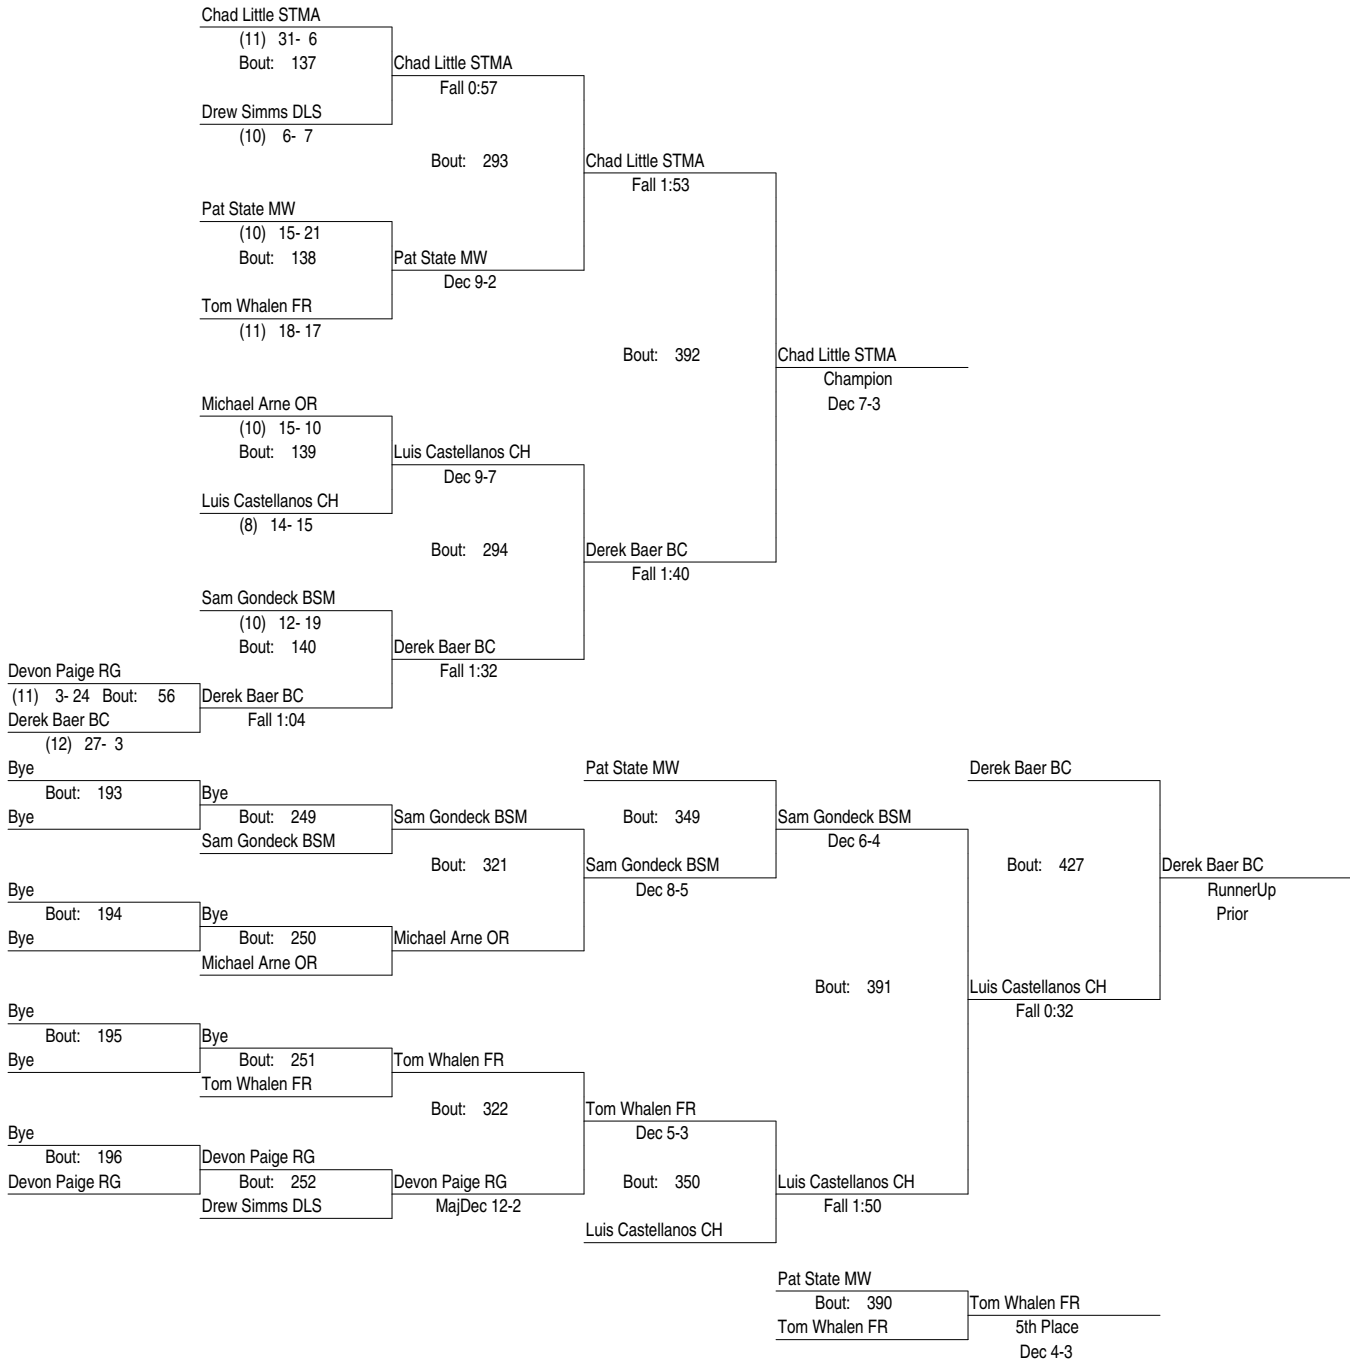 Chad Little STMA
(11) 31- 6
Bout: 137
Chad Little STMA
Fall 0:57
Drew Simms DLS
(10) 6- 7
Bout: 293
Chad Little STMA
Fall 1:53
Pat State MW
(10) 15- 21
Bout: 138
Pat State MW
Dec 9-2
Tom Whalen FR
(11) 18- 17
Bout: 392
Chad Little STMA
Champion
Dec 7-3
Michael Arne OR
(10) 15- 10
Bout: 139
Luis Castellanos CH
Dec 9-7
Luis Castellanos CH
(8) 14- 15
Bout: 294
Derek Baer BC
Fall 1:40
Sam Gondeck BSM
(10) 12- 19
Bout: 140
Derek Baer BC
Fall 1:32
Devon Paige RG
(11) 3- 24 Bout: 56
Derek Baer BC
Derek Baer BC
Fall 1:04
(12) 27- 3
Bye
Bout: 193
Bye
Bye
Bout: 249
Sam Gondeck BSM
Sam Gondeck BSM
Bout: 321
Sam Gondeck BSM
Dec 8-5
Bye
Bout: 194
Bye
Bye
Bout: 250
Michael Arne OR
Michael Arne OR
Pat State MW
Bout: 349
Sam Gondeck BSM
Dec 6-4
Derek Baer BC
Bout: 427
Derek Baer BC
RunnerUp
Prior
Bout: 391
Luis Castellanos CH
Fall 0:32
Bye
Bout: 195
Bye
Bye
Bout: 251
Tom Whalen FR
Tom Whalen FR
Bout: 322
Tom Whalen FR
Dec 5-3
Bye
Bout: 196
Devon Paige RG
Devon Paige RG
Bout: 252
Drew Simms DLS
Devon Paige RG
MajDec 12-2
Bout: 350
Luis Castellanos CH
Fall 1:50
Luis Castellanos CH
Pat State MW
Bout: 390
Tom Whalen FR
Tom Whalen FR
5th Place
Dec 4-3